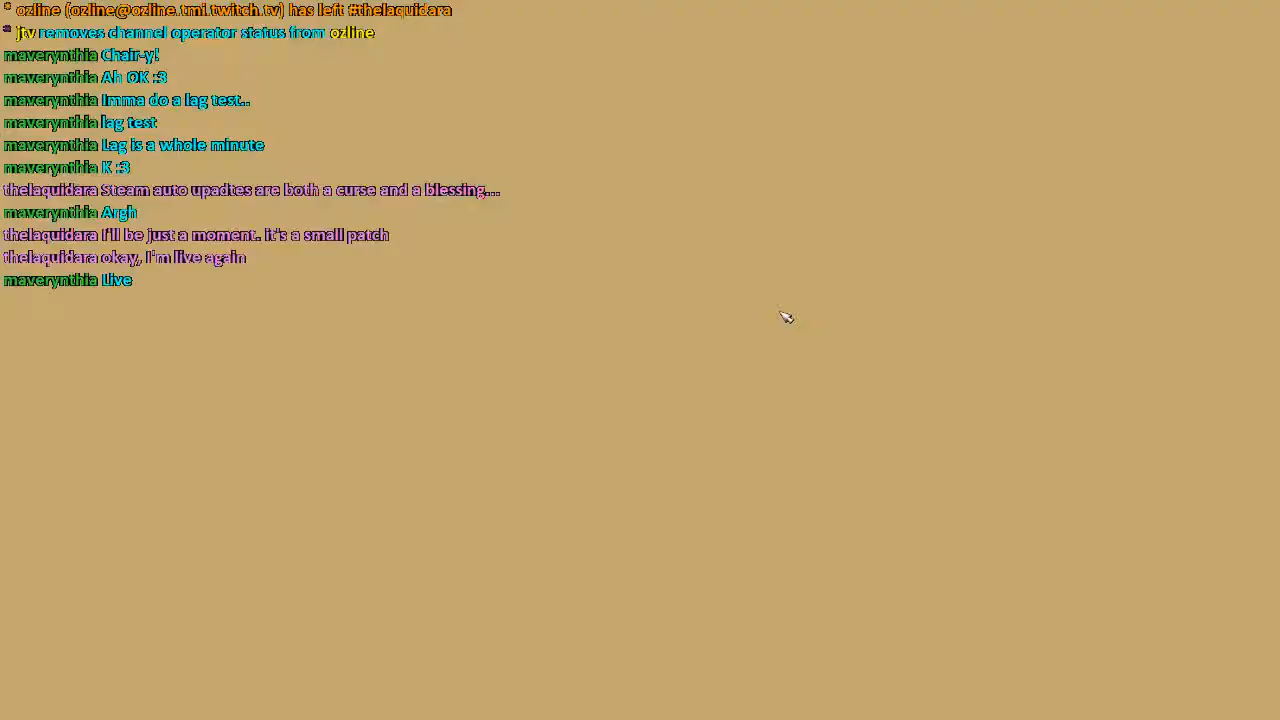 * ozline (ozline@ozline.tmi.twitch.tv) has left #thelaquidara
* jtv removes channel operator status from ozline
maverynthia Chair-y!
maverynthia Ah OK :3
maverynthia Imma do a lag test..
maverynthia lag test
maverynthia Lag is a whole minute
maverynthia K :3
thelaquidara Steam auto upadtes are both a curse and a blessing...
maverynthia Argh
thelaquidara I'll be just a moment. it's a small patch
thelaquidara okay, I'm live again
maverynthia Live